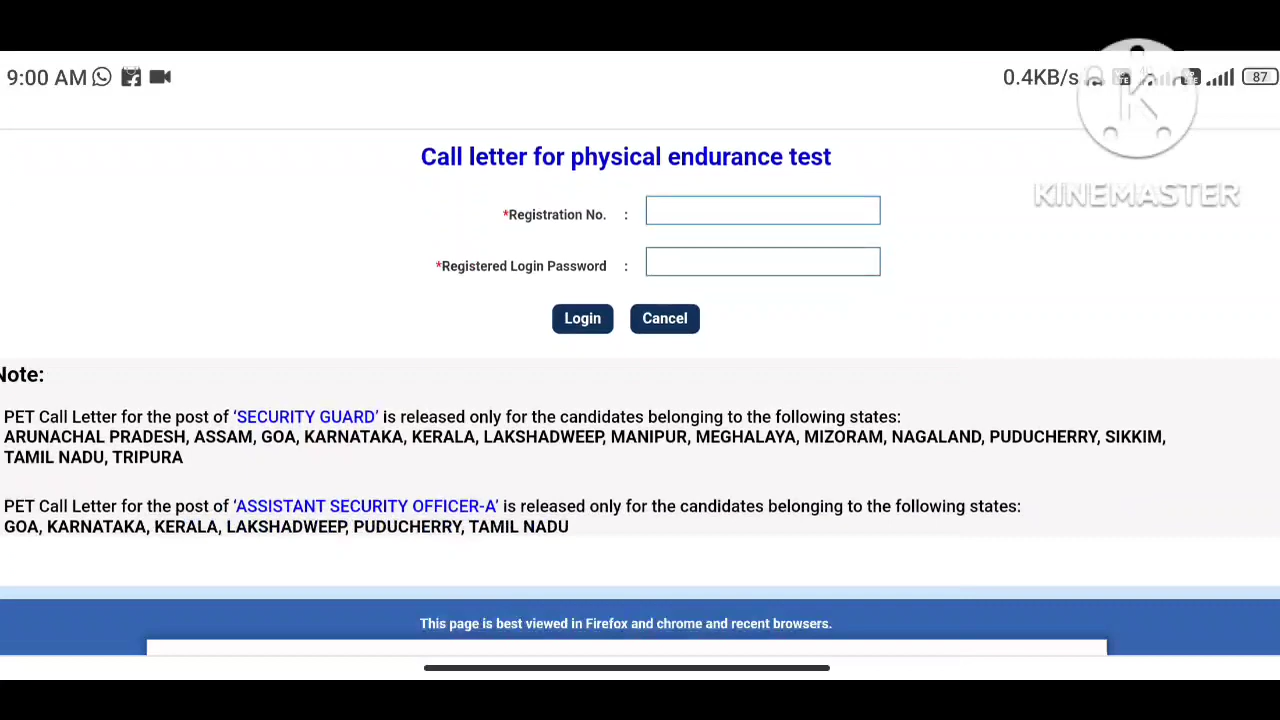 9:00 AM
0.4KB/s
87
KINEMASTER
Call letter for physical endurance test
*Registration No. :
*Registered Login Password :
Login Cancel
Note:
PET Call Letter for the post of ‘SECURITY GUARD’ is released only for the candidates belonging to the following states:
ARUNACHAL PRADESH, ASSAM, GOA, KARNATAKA, KERALA, LAKSHADWEEP, MANIPUR, MEGHALAYA, MIZORAM, NAGALAND, PUDUCHERRY, SIKKIM,
TAMIL NADU, TRIPURA
PET Call Letter for the post of ‘ASSISTANT SECURITY OFFICER-A’ is released only for the candidates belonging to the following states:
GOA, KARNATAKA, KERALA, LAKSHADWEEP, PUDUCHERRY, TAMIL NADU
This page is best viewed in Firefox and chrome and recent browsers.